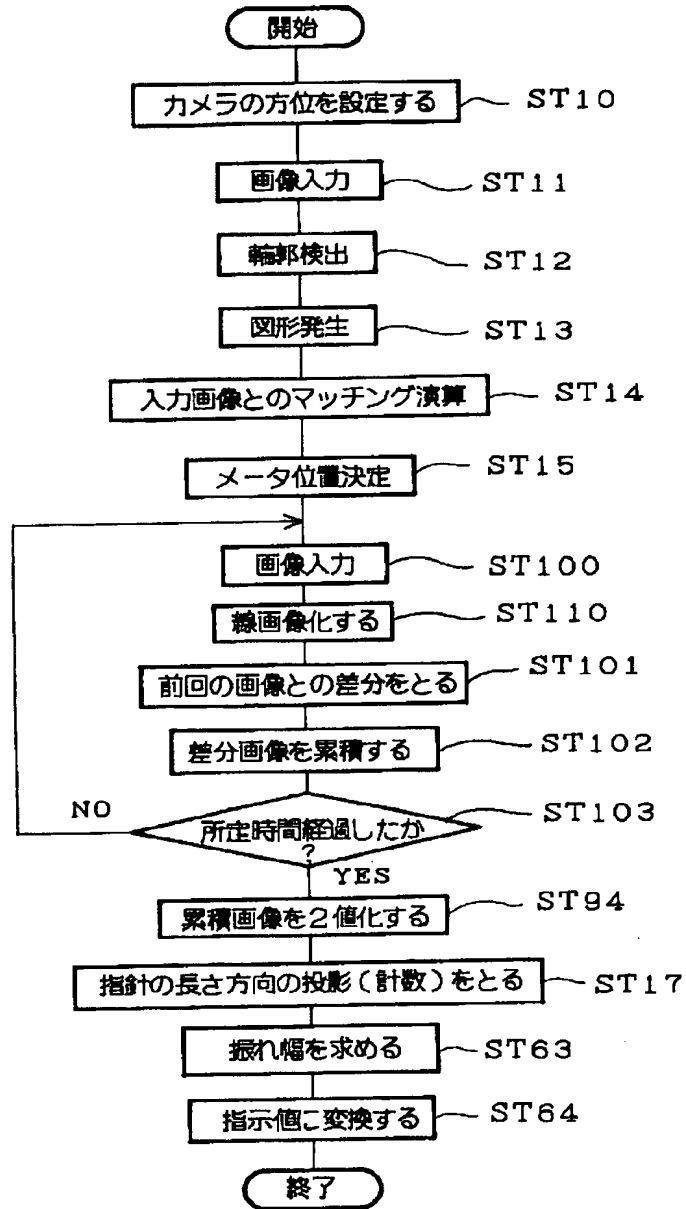 開始
カメラの方位を設定する ST10
画像入力 ST11
輪郭検出 ST12
図形発生 ST13
入力画像とのマッチング演算 ST14
メータ位置決定 ST15
画像入力 ST100
線画像化する ST110
前回の画像との差分をとる ST101
差分画像を累積する ST102
NO
所定時間経過したか ST103
?
YES
累積画像を2値化する ST94
指針の長さ方向の投影(計数)をとる ST17
振れ幅を求める ST63
指示値に変換する ST64
終了